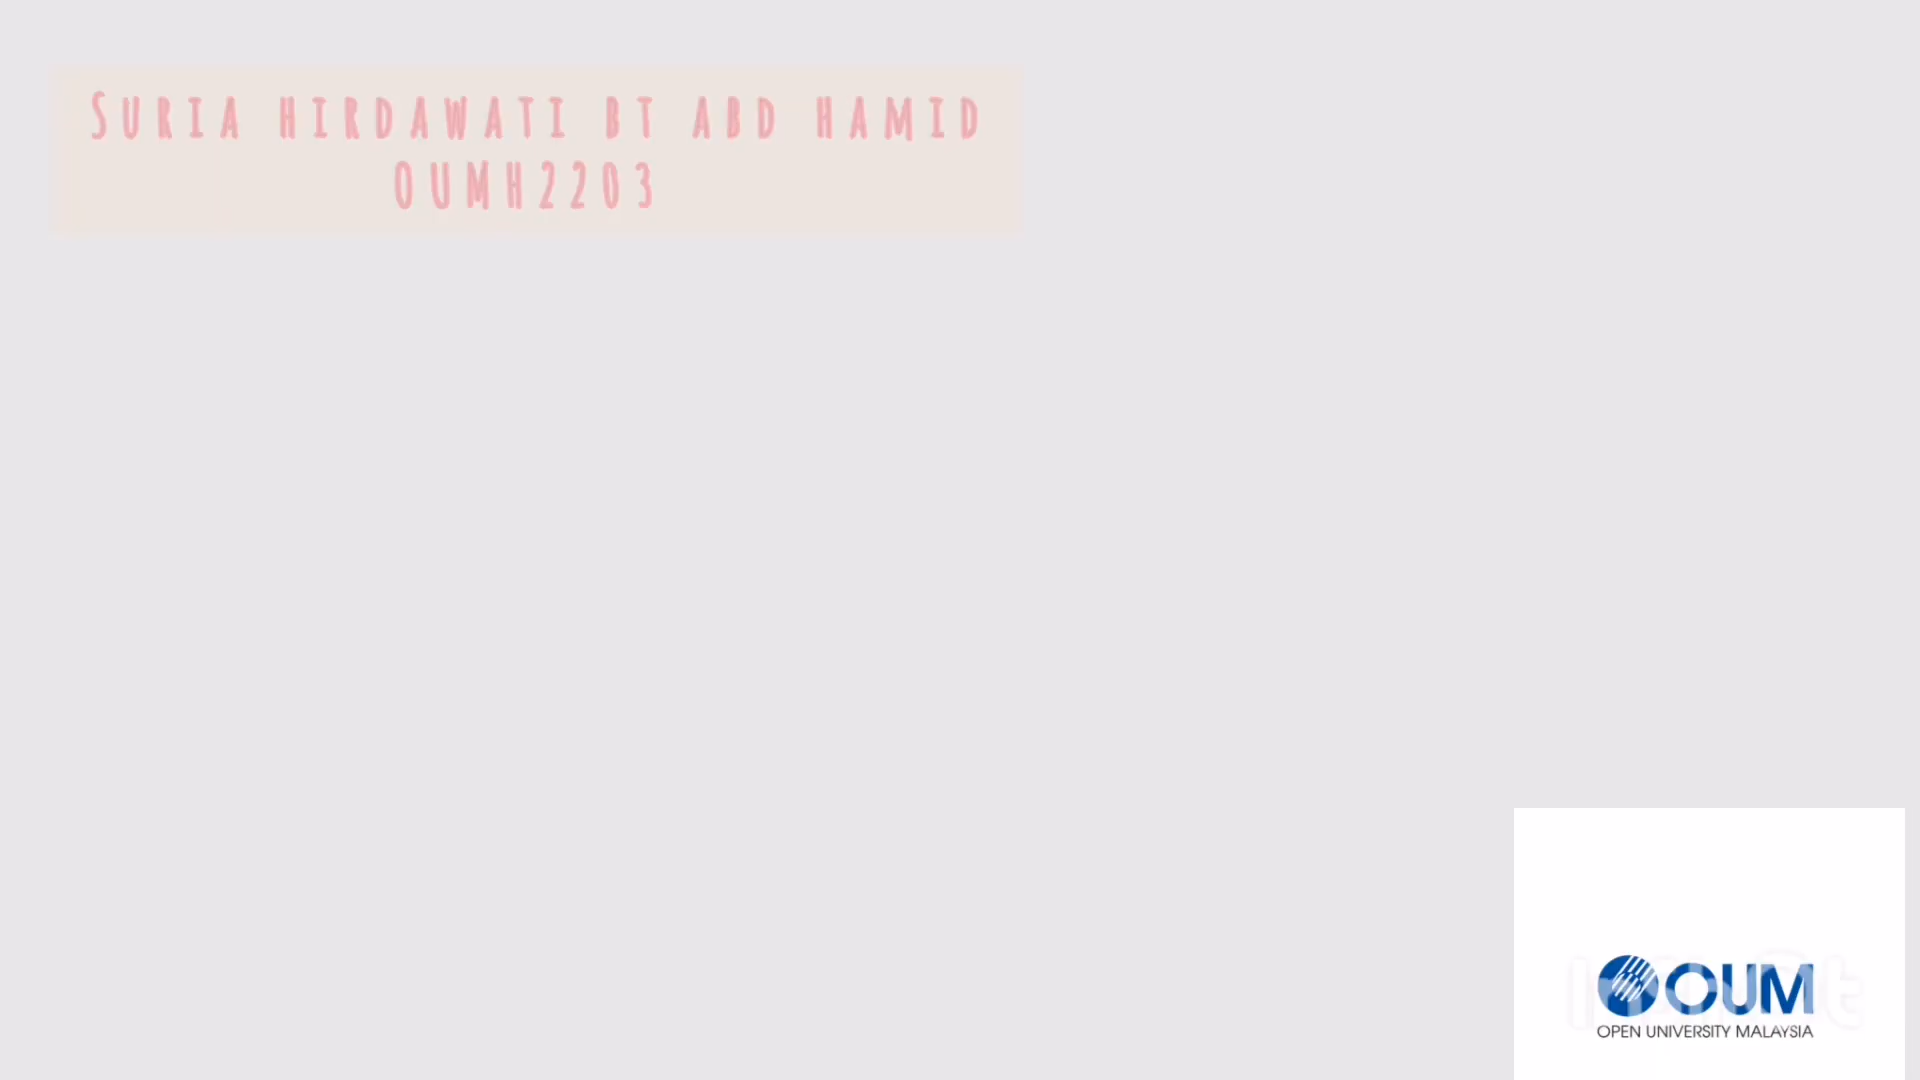 Suria hirdawati bt abd hamid
OUMH2203
OUM
OPEN UNIVERSITY MALAYSIA